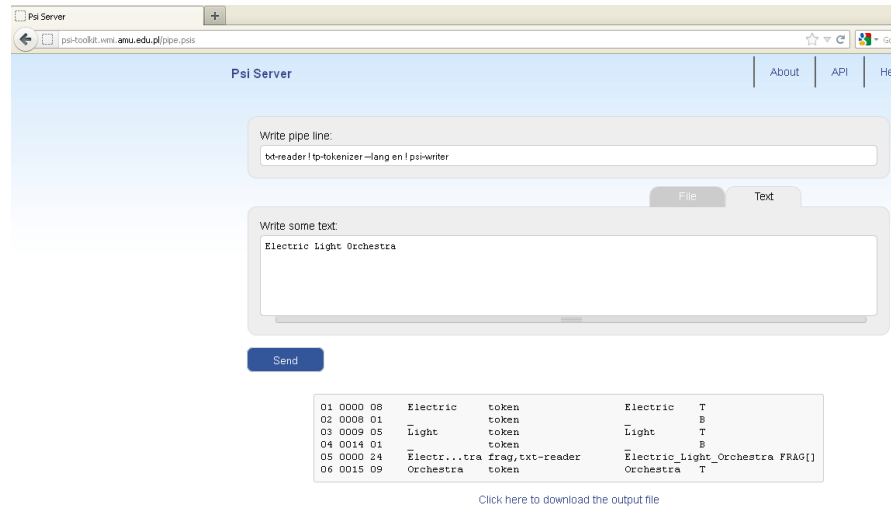 Psi Server
psi-toolkit.wmi.amu.edu.pl/pipe.psis
Psi Server
About
API
Write pipe line:
txt-reader ! tp-tokenizer --lang en ! psi-writer
File
Text
Write some text:
Electric Light Orchestra
Send
01 0000 08 Electric token Electric T
02 0008 01 _ token _ B
03 0009 05 Light token Light T
04 0014 01 _ token _ B
05 0000 24 Electr...tra frag,txt-reader Electric_Light_Orchestra FRAG[]
06 0015 09 Orchestra token Orchestra T
Click here to download the output file